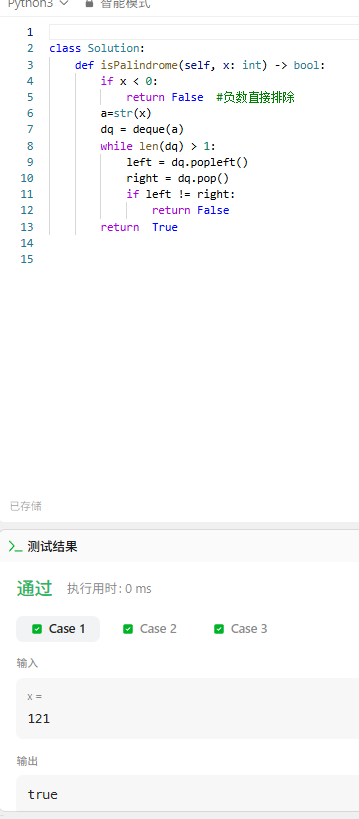 Python3 智能模式
1
2 class Solution:
3     def isPalindrome(self, x: int) -> bool:
4         if x < 0:
5             return False  #负数直接排除
6         a=str(x)
7         dq = deque(a)
8         while len(dq) > 1:
9             left = dq.popleft()
10             right = dq.pop()
11             if left != right:
12                 return False
13         return  True
14
15
已存储
测试结果
通过 执行用时: 0 ms
Case 1 Case 2 Case 3
输入
x =
121
输出
true